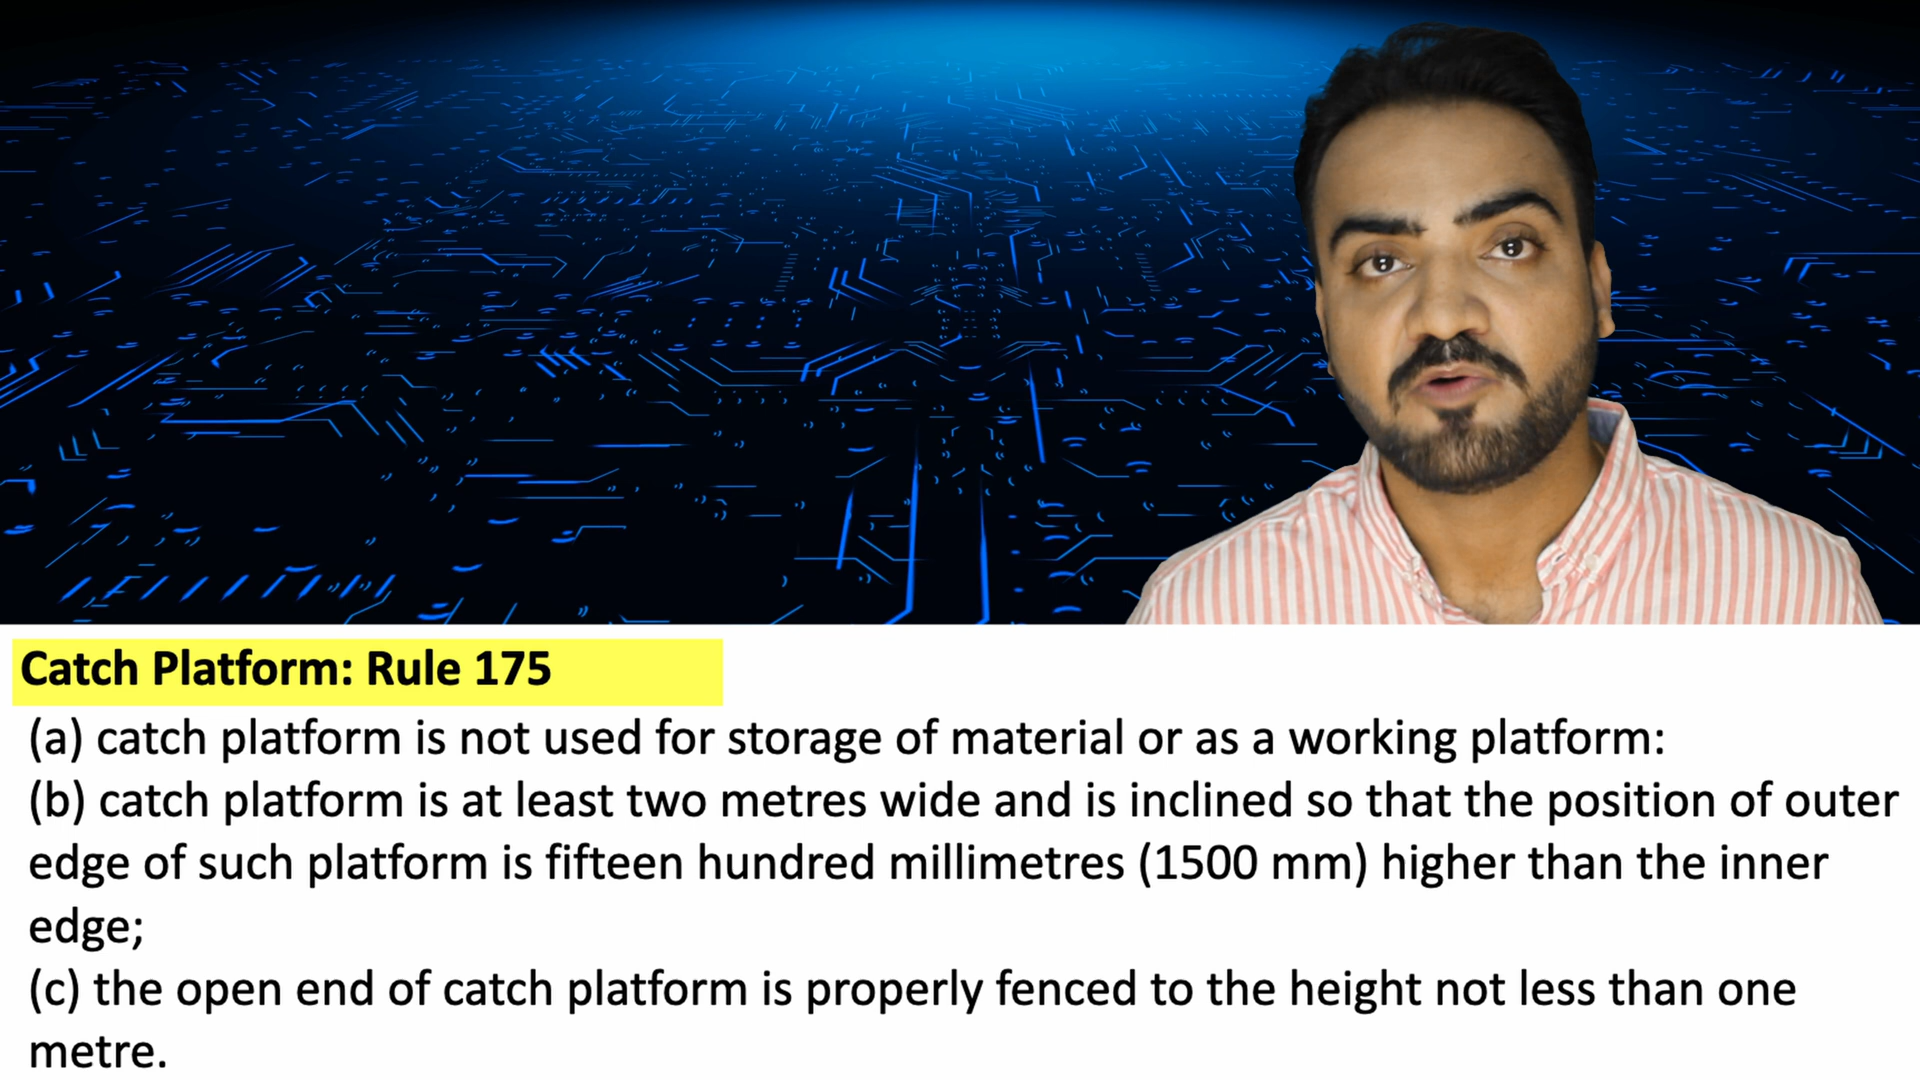 Catch Platform: Rule 175
(a) catch platform is not used for storage of material or as a working platform:
(b) catch platform is at least two metres wide and is inclined so that the position of outer
edge of such platform is fifteen hundred millimetres (1500 mm) higher than the inner
edge;
(c) the open end of catch platform is properly fenced to the height not less than one
metre.